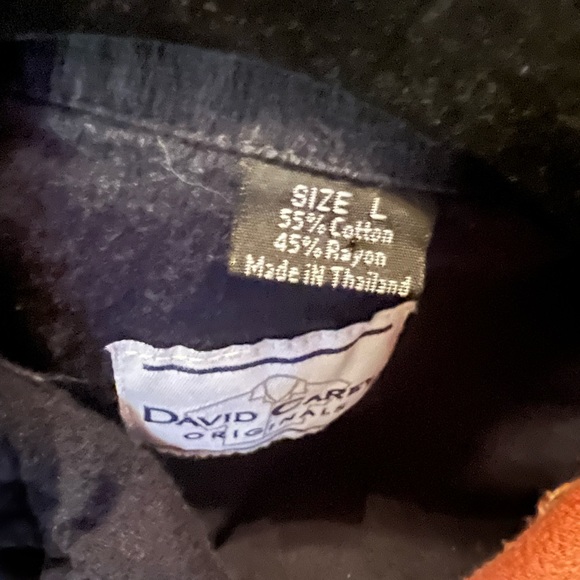 SIZE L
55% Cotton
45% Rayon
Made iN Thailand
DAVID CAREY
ORIGINALS